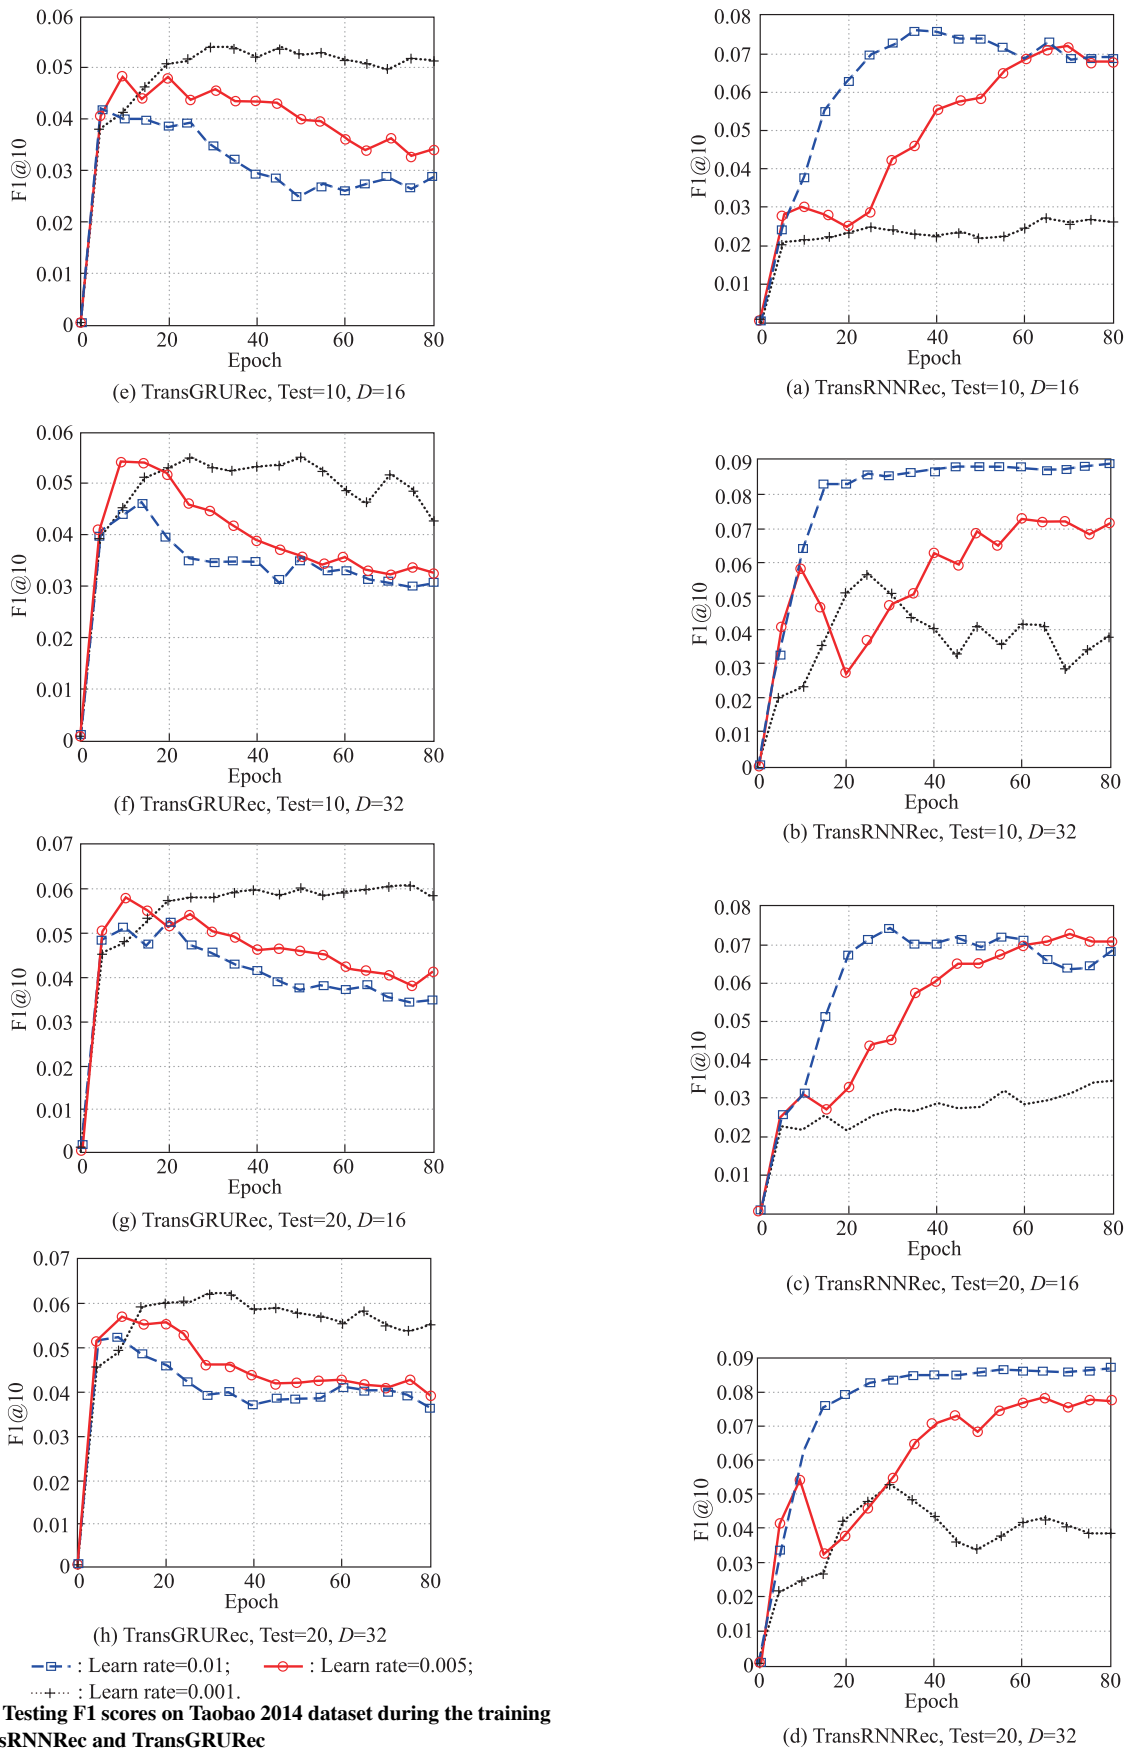 0.06
0.05
0.04
0.03
0.02
0.01
0
F1@10
0 20 40 60 80
Epoch
(e) TransGRURec, Test=10, D=16
0.06
0.05
0.04
0.03
0.02
0.01
0
F1@10
0 20 40 60 80
Epoch
(f) TransGRURec, Test=10, D=32
0.07
0.06
0.05
0.04
0.03
0.02
0.01
0
F1@10
0 20 40 60 80
Epoch
(g) TransGRURec, Test=20, D=16
0.07
0.06
0.05
0.04
0.03
0.02
0.01
0
F1@10
0 20 40 60 80
Epoch
(h) TransGRURec, Test=20, D=32
: Learn rate=0.01; : Learn rate=0.005;
: Learn rate=0.001.
Testing F1 scores on Taobao 2014 dataset during the training
sRNNRec and TransGRURec
0.08
0.07
0.06
0.05
0.04
0.03
0.02
0.01
F1@10
0 20 40 60 80
Epoch
(a) TransRNNRec, Test=10, D=16
0.09
0.08
0.07
0.06
0.05
0.04
0.03
0.02
0.01
0
F1@10
0 20 40 60 80
Epoch
(b) TransRNNRec, Test=10, D=32
0.08
0.07
0.06
0.05
0.04
0.03
0.02
0.01
F1@10
0 20 40 60 80
Epoch
(c) TransRNNRec, Test=20, D=16
0.09
0.08
0.07
0.06
0.05
0.04
0.03
0.02
0.01
0
F1@10
0 20 40 60 80
Epoch
(d) TransRNNRec, Test=20, D=32